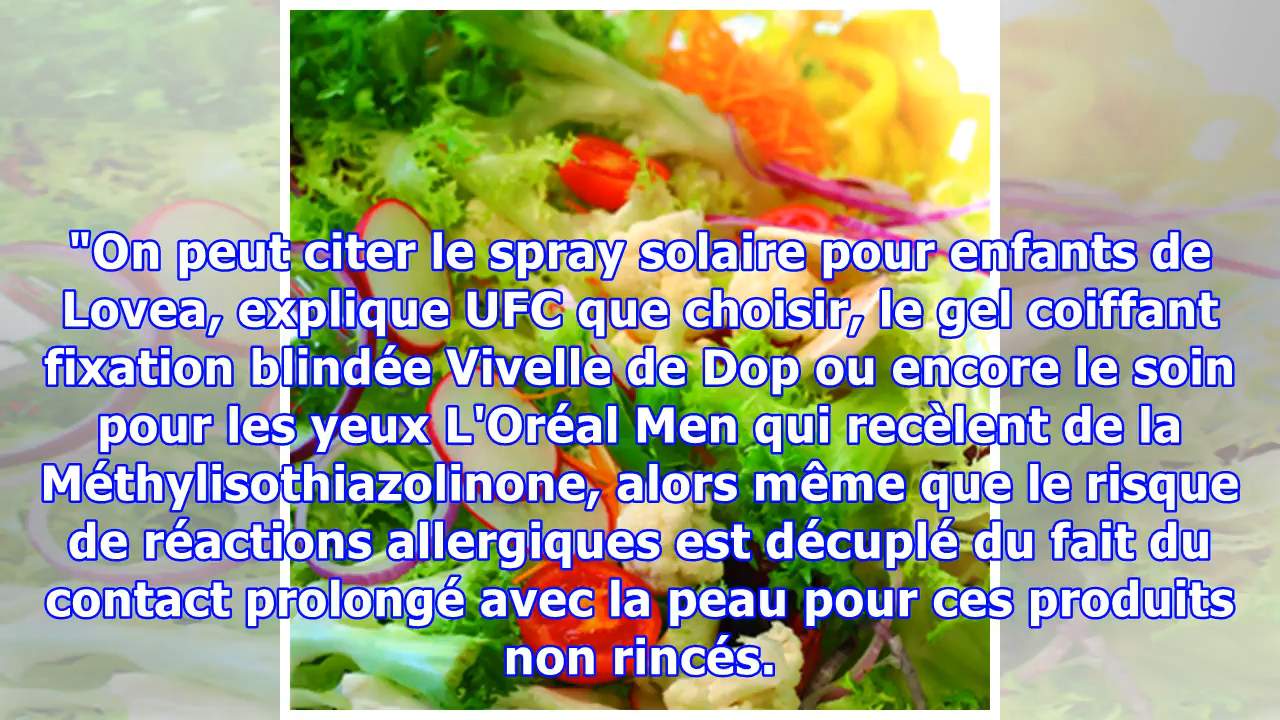 "On peut citer le spray solaire pour enfants de
Lovea, explique UFC que choisir, le gel coiffant
fixation blindée Vivelle de Dop ou encore le soin
pour les yeux L'Oréal Men qui recèlent de la
Méthylisothiazolinone, alors même que le risque
de réactions allergiques est décuplé du fait du
contact prolongé avec la peau pour ces produits
non rincés.